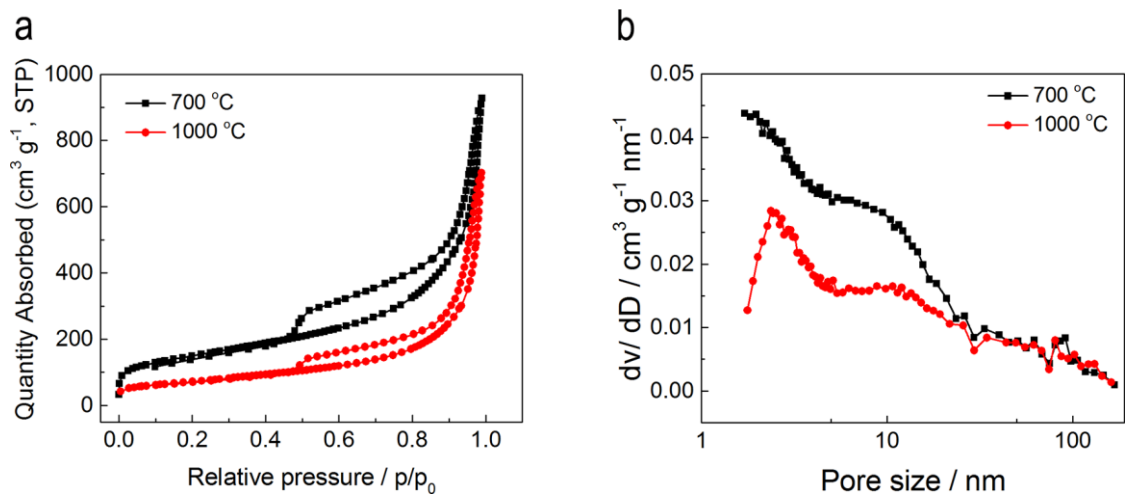 a
Quantity Absorbed (cm³ g⁻¹, STP)
1000
800
600
400
200
0
700 °C
1000 °C
0.0 0.2 0.4 0.6 0.8 1.0
Relative pressure / p/p₀
b
dv/ dD / cm³ g⁻¹ nm⁻¹
0.05
0.04
0.03
0.02
0.01
0.00
700 °C
1000 °C
1 10 100
Pore size / nm